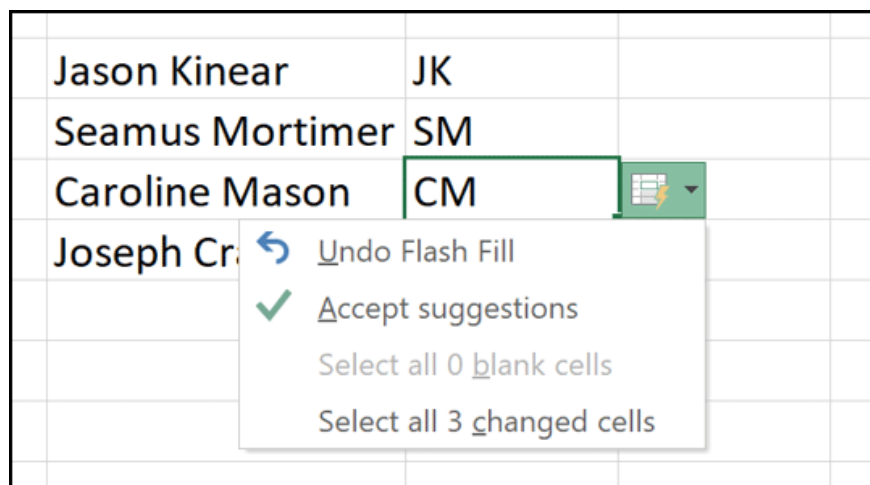 Jason Kinear JK
Seamus Mortimer SM
Caroline Mason CM
Joseph
Undo Flash Fill
Accept suggestions
Select all 0 blank cells
Select all 3 changed cells